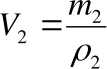 V₂ = m₂/ρ₂